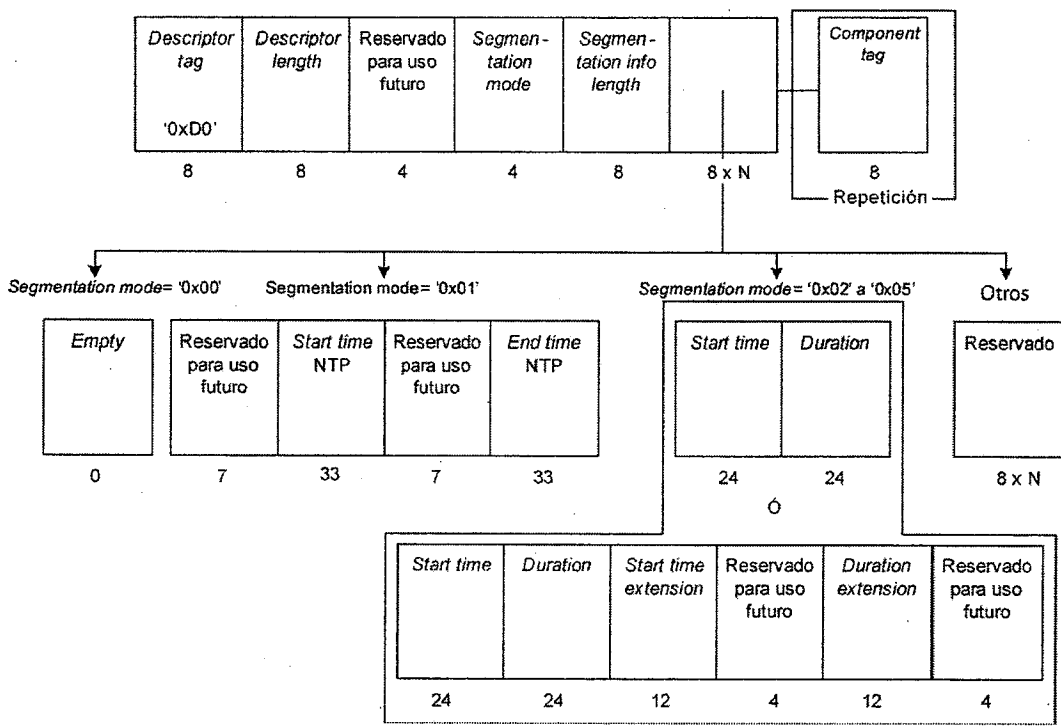 Descriptor tag
'0xD0'
Descriptor length
Reservado para uso futuro
Segmen-tation mode
Segmen-tation info length
Component tag
8
8
4
4
8
8 x N
8
Repetición
Segmentation mode= '0x00'
Segmentation mode= '0x01'
Segmentation mode= '0x02' a '0x05'
Otros
Empty
Reservado para uso futuro
Start time NTP
Reservado para uso futuro
End time NTP
Start time
Duration
Reservado
0
7
33
7
33
24
24
8 x N
Ó
Start time
Duration
Start time extension
Reservado para uso futuro
Duration extension
Reservado para uso futuro
24
24
12
4
12
4